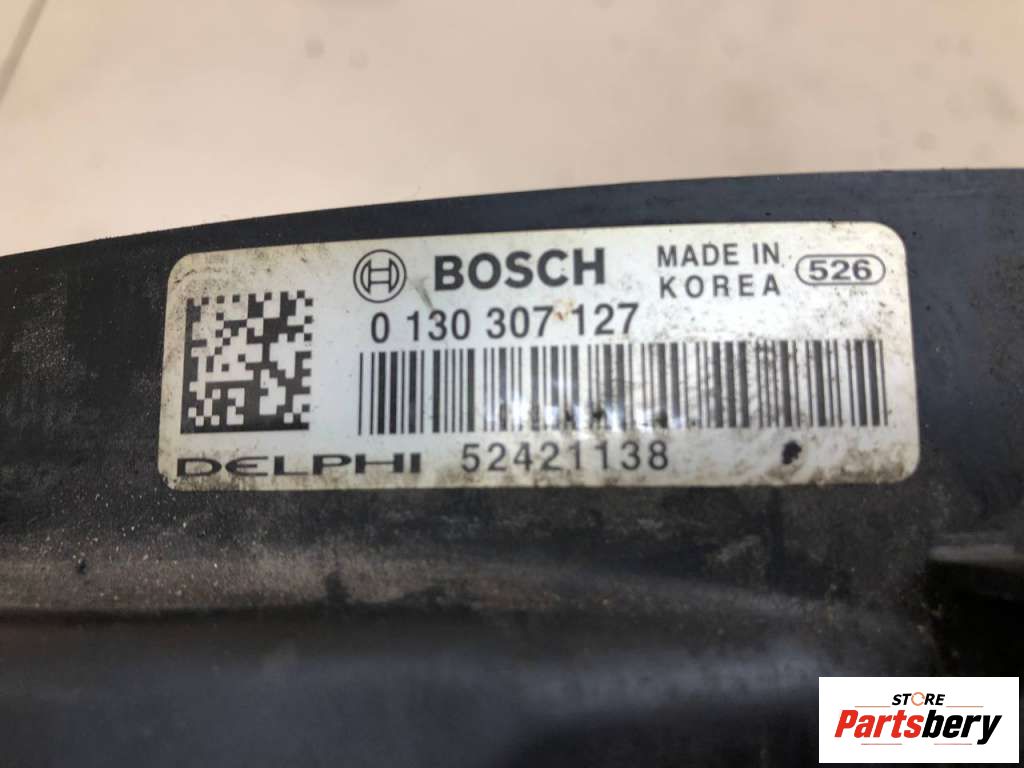 BOSCH MADE IN KOREA 526
0 130 307 127
DELPHI 52421138
STORE
Partsbery